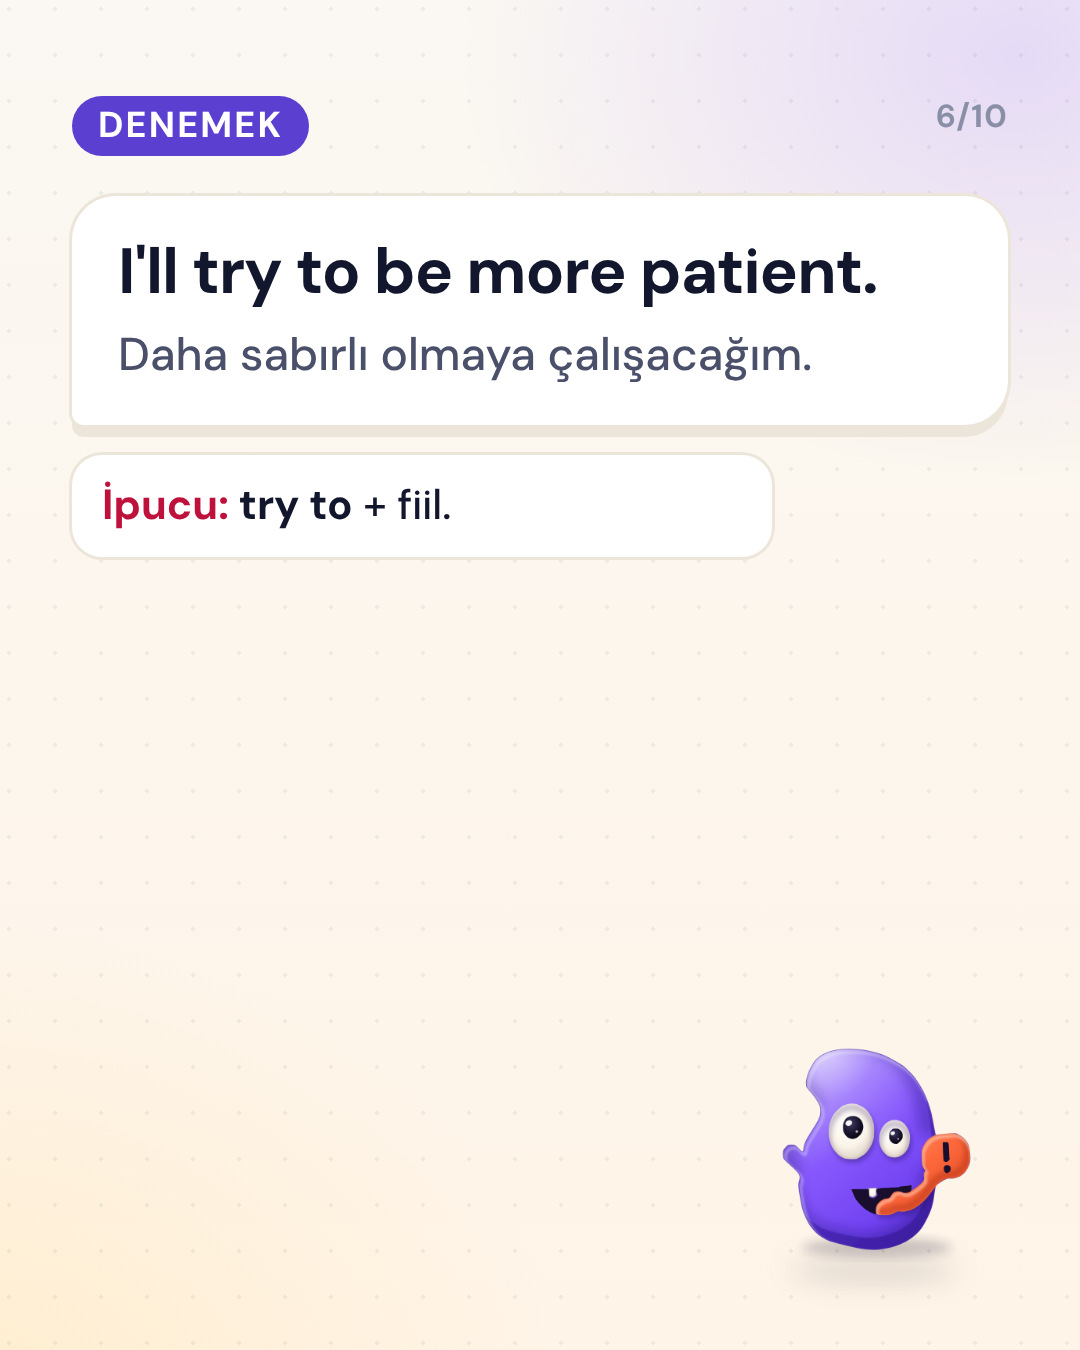 DENEMEK
6/10
I'll try to be more patient.
Daha sabırlı olmaya çalışacağım.
İpucu: try to + fiil.
!